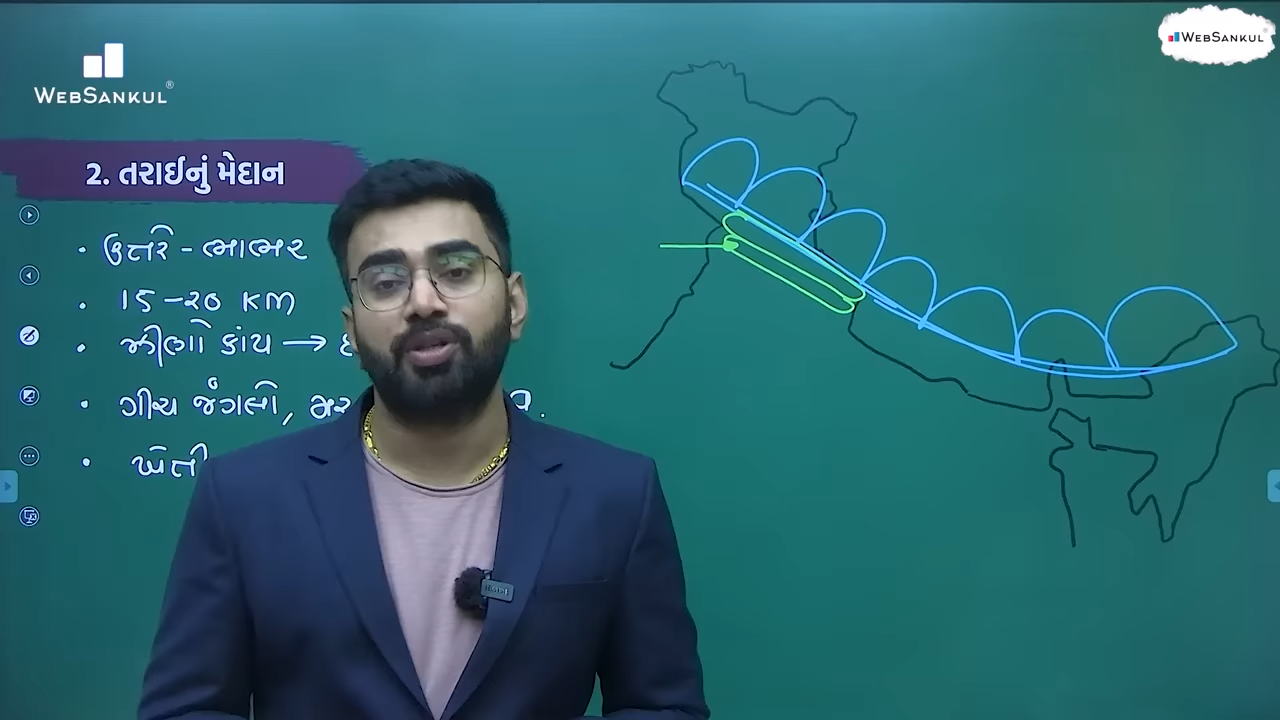 WEBSANKUL®
WEBSANKUL®
2. તરાઈનું મેદાન
• ઉત્તરે - ભાભર
• 15-20 KM
• ઝીણો કાંપ →
• ગીચ જંગલો,
• ખેતી